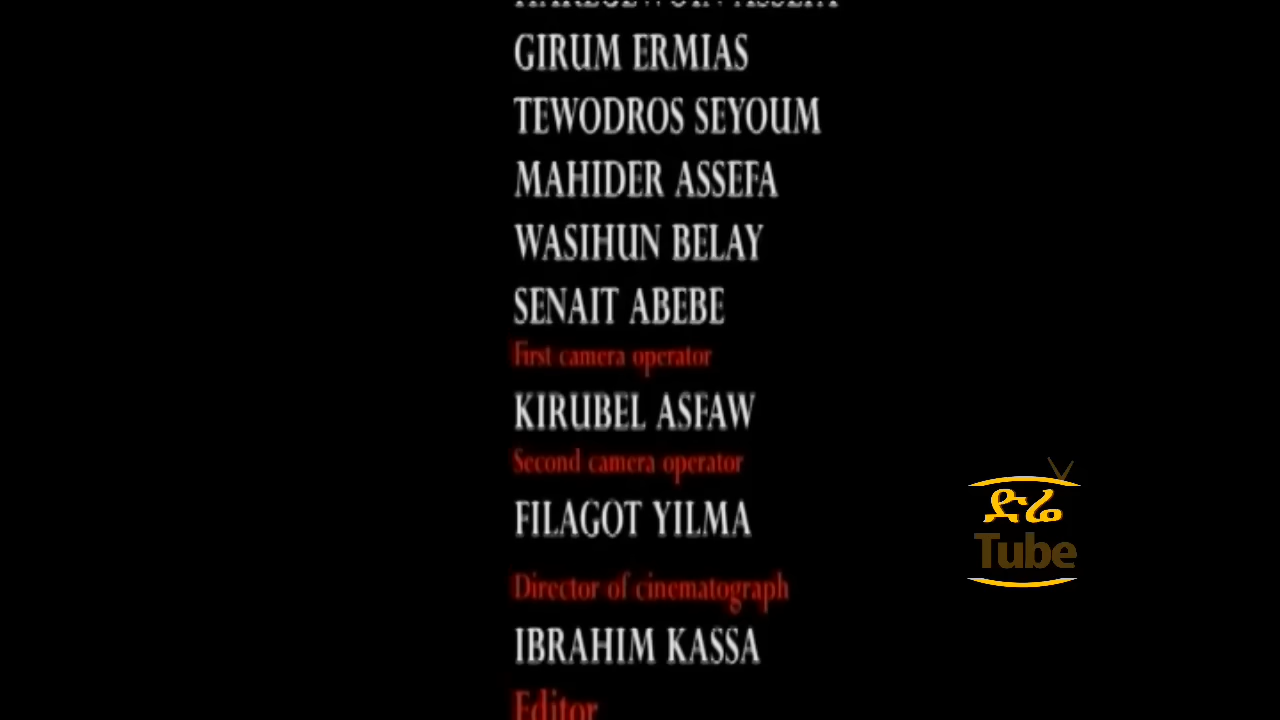 GIRUM ERMIAS
TEWODROS SEYOUM
MAHIDER ASSEFA
WASIHUN BELAY
SENAIT ABEBE
First camera operator
KIRUBEL ASFAW
Second camera operator
FILAGOT YILMA
Director of cinematograph
IBRAHIM KASSA
Editor
ድሬ
Tube